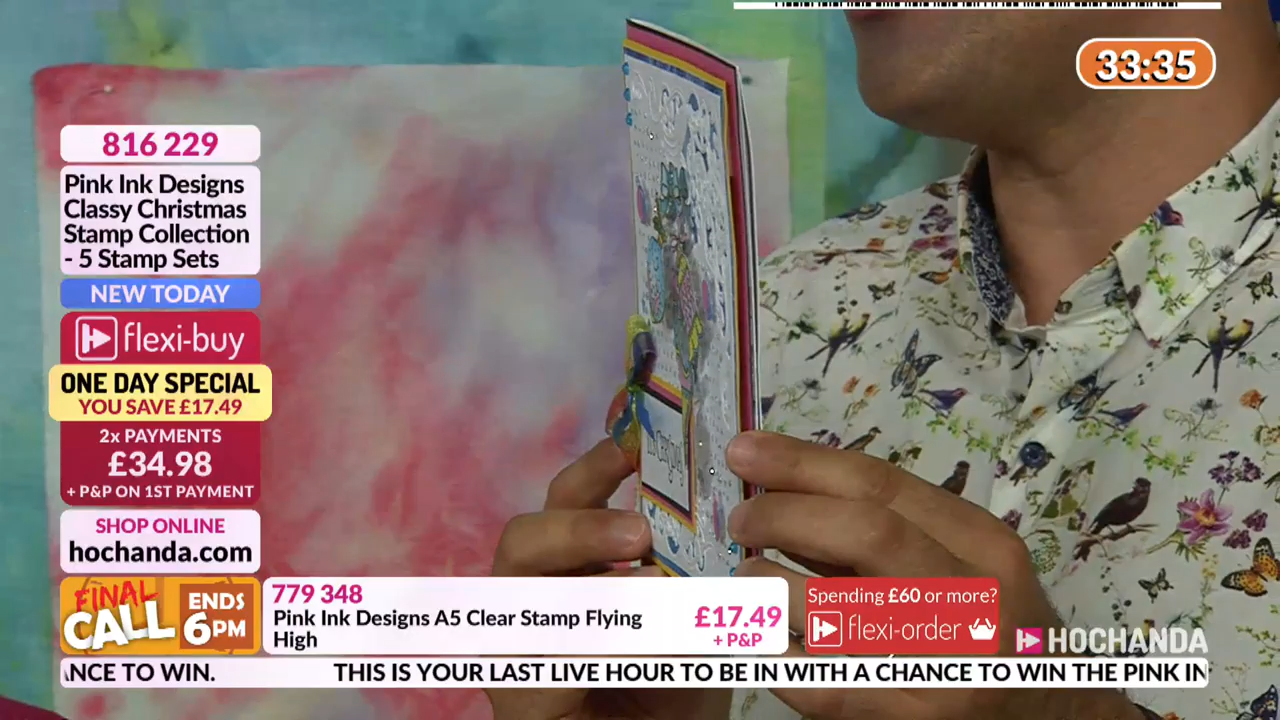 33:35
816 229
Pink Ink Designs
Classy Christmas
Stamp Collection
- 5 Stamp Sets
NEW TODAY
flexi-buy
ONE DAY SPECIAL
YOU SAVE £17.49
2x PAYMENTS
£34.98
+ P&P ON 1ST PAYMENT
SHOP ONLINE
hochanda.com
FINAL
CALL
ENDS
6PM
779 348
Pink Ink Designs A5 Clear Stamp Flying
High
£17.49
+ P&P
Spending £60 or more?
flexi-order
HOCHANDA
NCE TO WIN. THIS IS YOUR LAST LIVE HOUR TO BE IN WITH A CHANCE TO WIN THE PINK IN